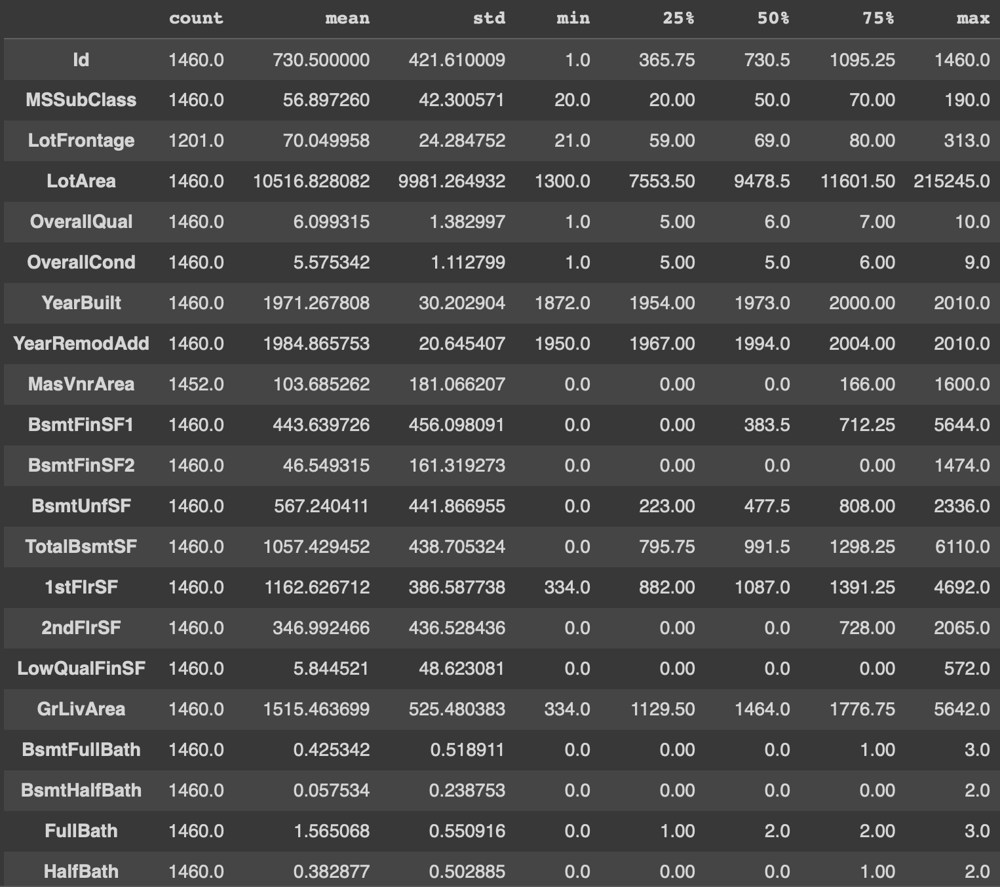 count mean std min 25% 50% 75% max
Id 1460.0 730.500000 421.610009 1.0 365.75 730.5 1095.25 1460.0
MSSubClass 1460.0 56.897260 42.300571 20.0 20.00 50.0 70.00 190.0
LotFrontage 1201.0 70.049958 24.284752 21.0 59.00 69.0 80.00 313.0
LotArea 1460.0 10516.828082 9981.264932 1300.0 7553.50 9478.5 11601.50 215245.0
OverallQual 1460.0 6.099315 1.382997 1.0 5.00 6.0 7.00 10.0
OverallCond 1460.0 5.575342 1.112799 1.0 5.00 5.0 6.00 9.0
YearBuilt 1460.0 1971.267808 30.202904 1872.0 1954.00 1973.0 2000.00 2010.0
YearRemodAdd 1460.0 1984.865753 20.645407 1950.0 1967.00 1994.0 2004.00 2010.0
MasVnrArea 1452.0 103.685262 181.066207 0.0 0.00 0.0 166.00 1600.0
BsmtFinSF1 1460.0 443.639726 456.098091 0.0 0.00 383.5 712.25 5644.0
BsmtFinSF2 1460.0 46.549315 161.319273 0.0 0.00 0.0 0.00 1474.0
BsmtUnfSF 1460.0 567.240411 441.866955 0.0 223.00 477.5 808.00 2336.0
TotalBsmtSF 1460.0 1057.429452 438.705324 0.0 795.75 991.5 1298.25 6110.0
1stFlrSF 1460.0 1162.626712 386.587738 334.0 882.00 1087.0 1391.25 4692.0
2ndFlrSF 1460.0 346.992466 436.528436 0.0 0.00 0.0 728.00 2065.0
LowQualFinSF 1460.0 5.844521 48.623081 0.0 0.00 0.0 0.00 572.0
GrLivArea 1460.0 1515.463699 525.480383 334.0 1129.50 1464.0 1776.75 5642.0
BsmtFullBath 1460.0 0.425342 0.518911 0.0 0.00 0.0 1.00 3.0
BsmtHalfBath 1460.0 0.057534 0.238753 0.0 0.00 0.0 0.00 2.0
FullBath 1460.0 1.565068 0.550916 0.0 1.00 2.0 2.00 3.0
HalfBath 1460.0 0.382877 0.502885 0.0 0.00 0.0 1.00 2.0